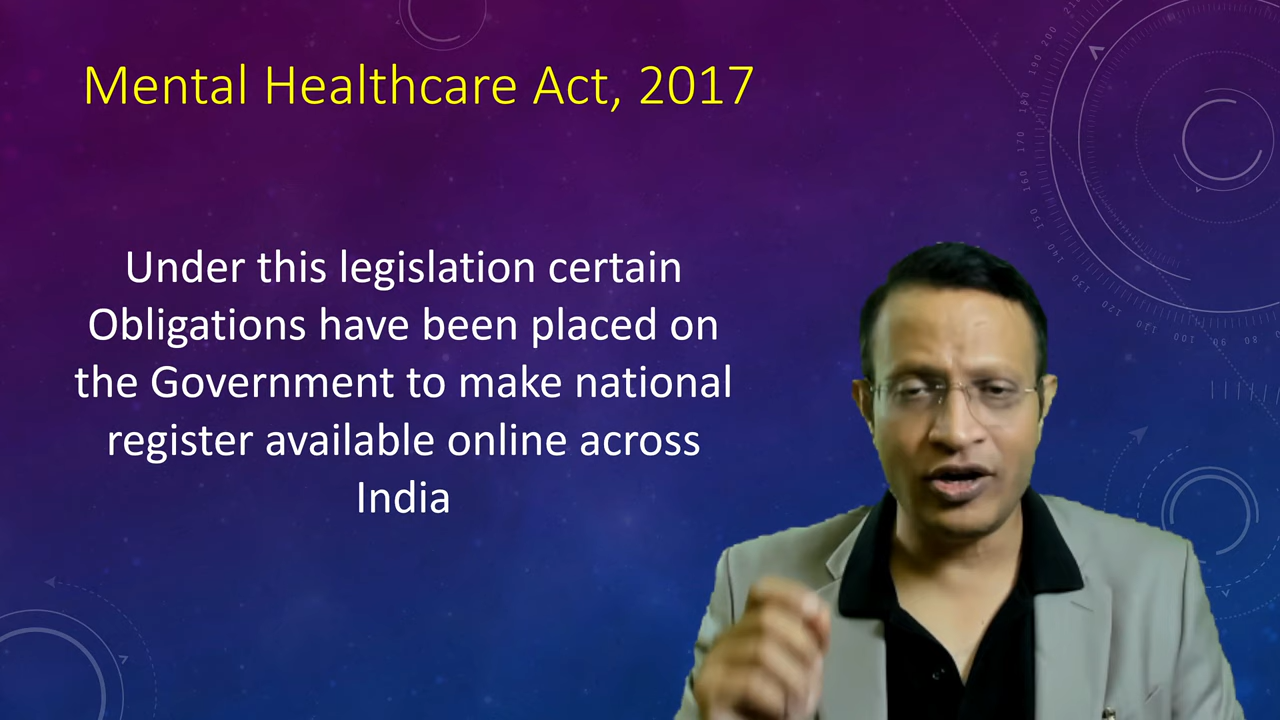 Mental Healthcare Act, 2017
Under this legislation certain
Obligations have been placed on
the Government to make national
register available online across
India